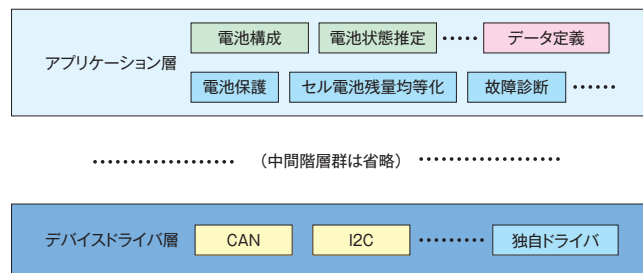 電池構成 電池状態推定 ・・・・・ データ定義
アプリケーション層
電池保護 セル電池残量均等化 故障診断 ・・・・・・
・・・・・・・・・・・・・・・・・・ （中間階層群は省略） ・・・・・・・・・・・・・・・・・・
デバイスドライバ層 CAN I2C ・・・・・・・・・ 独自ドライバ